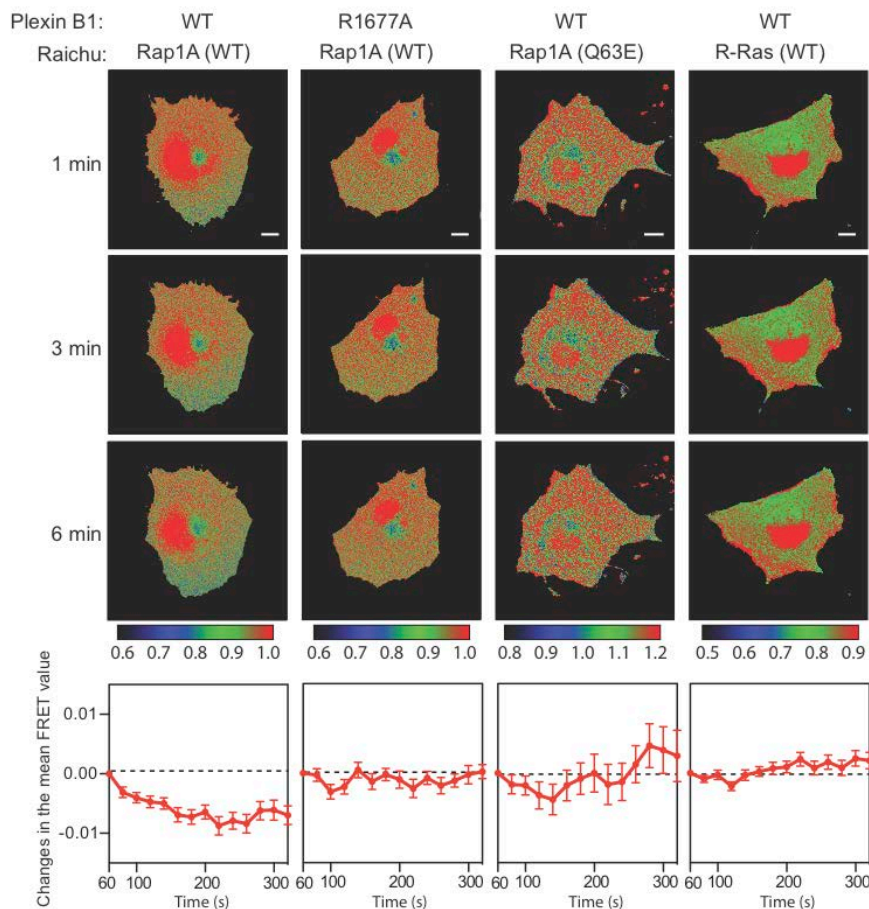 Plexin B1: WT R1677A WT WT
Raichu: Rap1A (WT) Rap1A (WT) Rap1A (Q63E) R-Ras (WT)
1 min
3 min
6 min
0.6 0.7 0.8 0.9 1.0 0.6 0.7 0.8 0.9 1.0 0.8 0.9 1.0 1.1 1.2 0.5 0.6 0.7 0.8 0.9
Changes in the mean FRET value
0.01
0.00
-0.01
60 100 200 300 60 100 200 300 60 100 200 300 60 100 200 300
Time (s) Time (s) Time (s) Time (s)